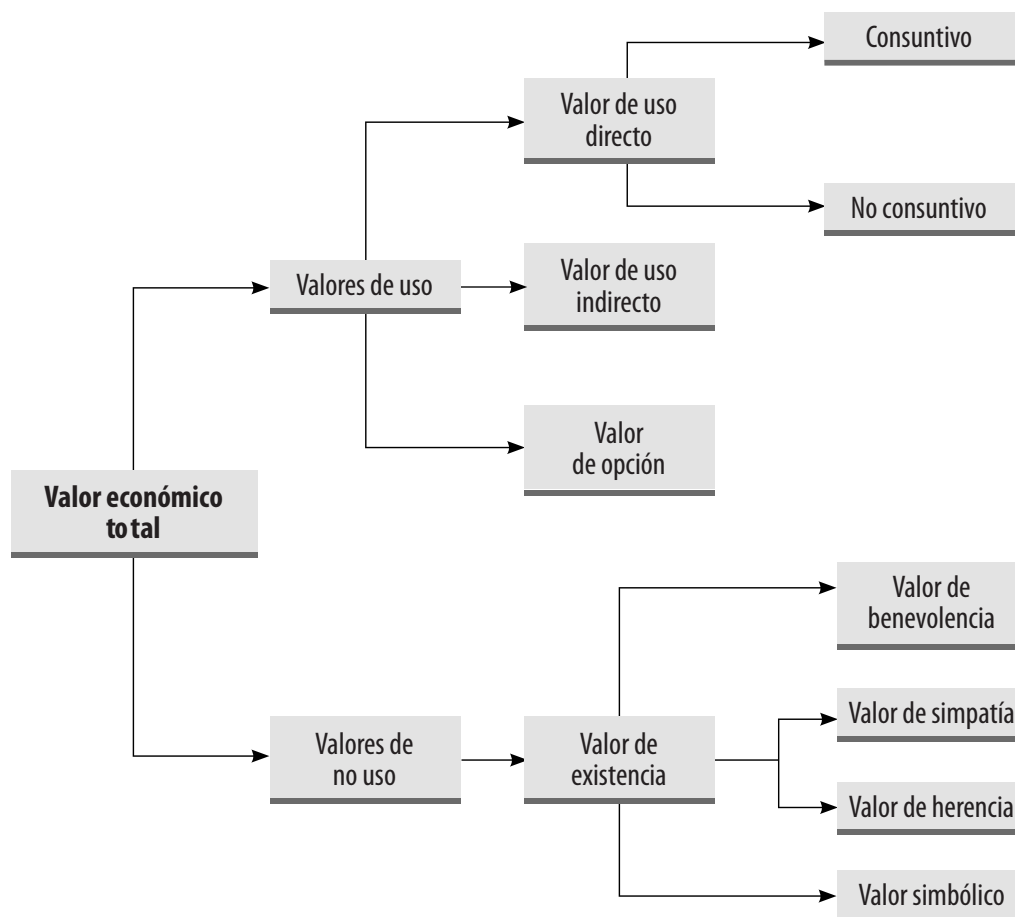 Consuntivo
Valor de uso
directo
No consuntivo
Valores de uso
Valor de uso
indirecto
Valor
de opción
Valor económico
to tal
Valor de
benevolencia
Valores de
no uso
Valor de
existencia
Valor de simpatía
Valor de herencia
Valor simbólico